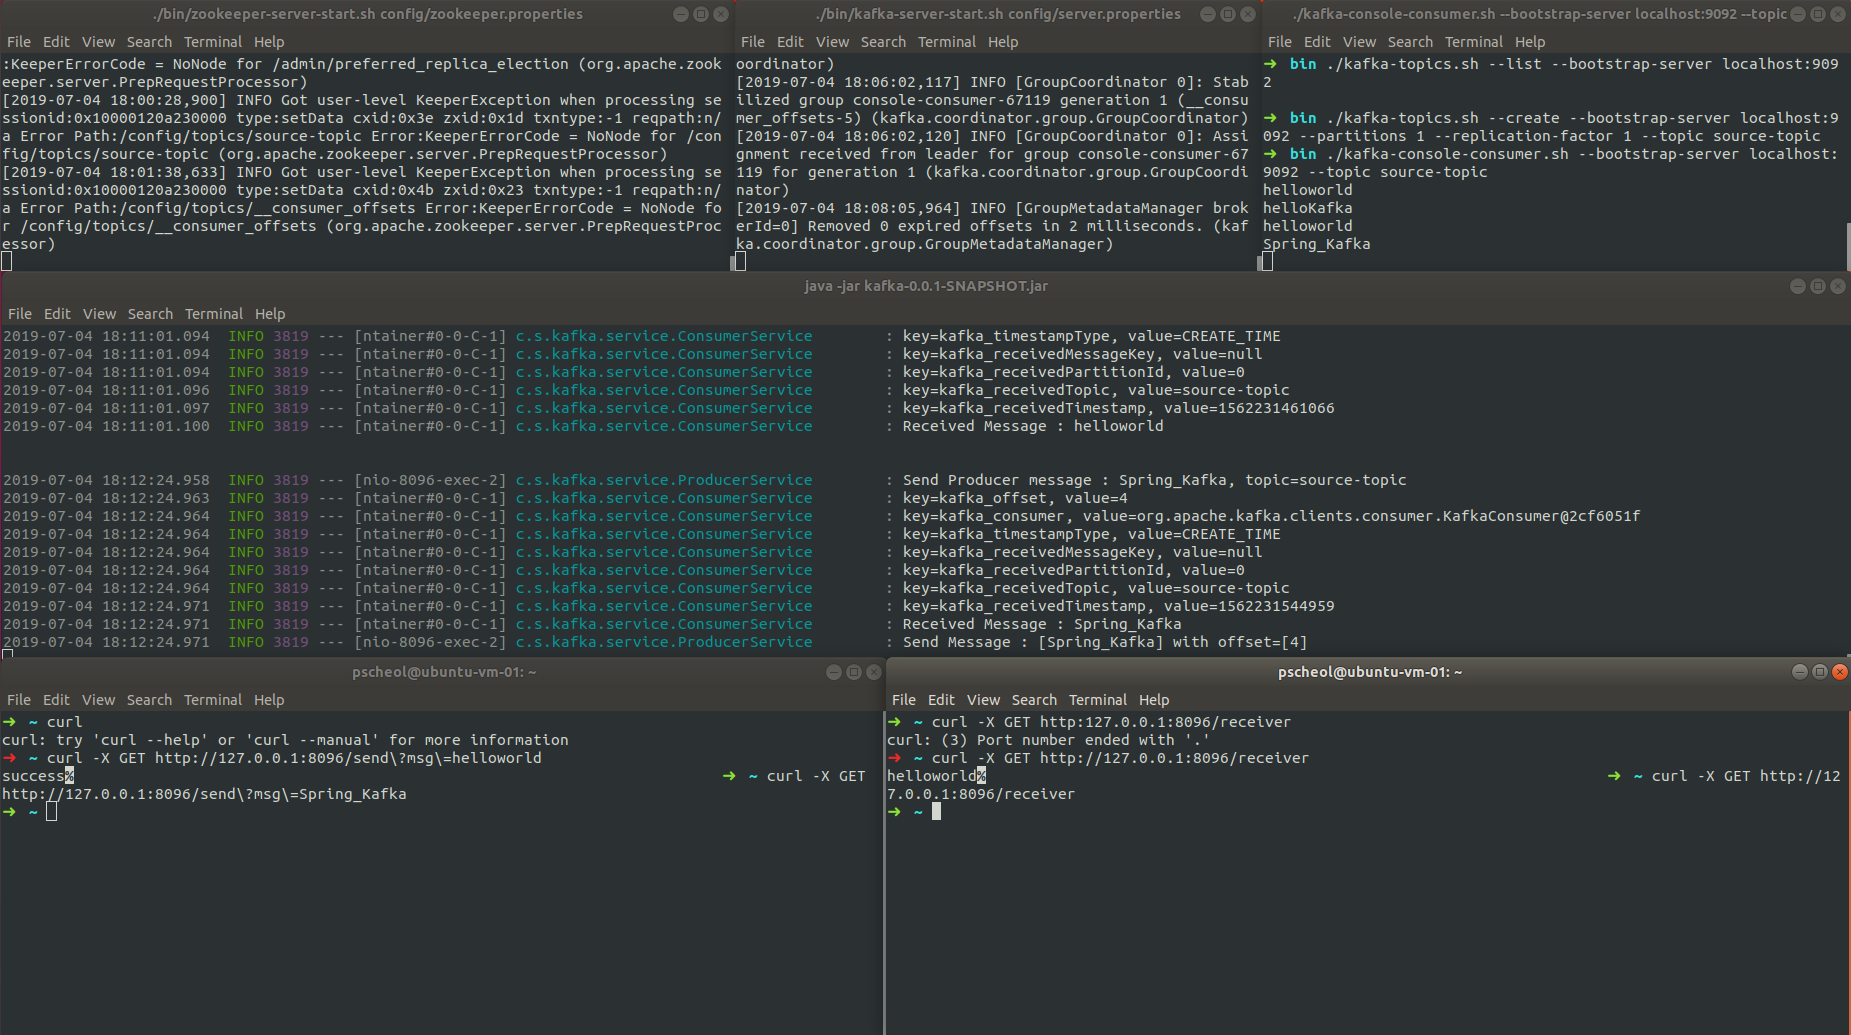 ./bin/zookeeper-server-start.sh config/zookeeper.properties
File Edit View Search Terminal Help
:KeeperErrorCode = NoNode for /admin/preferred_replica_election (org.apache.zook
eeper.server.PrepRequestProcessor)
[2019-07-04 18:00:28,900] INFO Got user-level KeeperException when processing se
ssionid:0x10000120a230000 type:setData cxid:0x3e zxid:0x1d txntype:-1 reqpath:n/
a Error Path:/config/topics/source-topic Error:KeeperErrorCode = NoNode for /con
fig/topics/source-topic (org.apache.zookeeper.server.PrepRequestProcessor)
[2019-07-04 18:01:38,633] INFO Got user-level KeeperException when processing se
ssionid:0x10000120a230000 type:setData cxid:0x4b zxid:0x23 txntype:-1 reqpath:n/
a Error Path:/config/topics/__consumer_offsets Error:KeeperErrorCode = NoNode fo
r /config/topics/__consumer_offsets (org.apache.zookeeper.server.PrepRequestProc
essor)
./bin/kafka-server-start.sh config/server.properties
File Edit View Search Terminal Help
oordinator)
[2019-07-04 18:06:02,117] INFO [GroupCoordinator 0]: Stab
ilized group console-consumer-67119 generation 1 (__consu
mer_offsets-5) (kafka.coordinator.group.GroupCoordinator)
[2019-07-04 18:06:02,120] INFO [GroupCoordinator 0]: Assi
gnment received from leader for group console-consumer-67
119 for generation 1 (kafka.coordinator.group.GroupCoordi
nator)
[2019-07-04 18:08:05,964] INFO [GroupMetadataManager brok
erId=0] Removed 0 expired offsets in 2 milliseconds. (kaf
ka.coordinator.group.GroupMetadataManager)
./kafka-console-consumer.sh --bootstrap-server localhost:9092 --topic
File Edit View Search Terminal Help
➜ bin ./kafka-topics.sh --list --bootstrap-server localhost:909
2
➜ bin ./kafka-topics.sh --create --bootstrap-server localhost:9
092 --partitions 1 --replication-factor 1 --topic source-topic
➜ bin ./kafka-console-consumer.sh --bootstrap-server localhost:
9092 --topic source-topic
helloworld
helloKafka
helloworld
Spring_Kafka
java -jar kafka-0.0.1-SNAPSHOT.jar
File Edit View Search Terminal Help
2019-07-04 18:11:01.094 INFO 3819 --- [ntainer#0-0-C-1] c.s.kafka.service.ConsumerService : key=kafka_timestampType, value=CREATE_TIME
2019-07-04 18:11:01.094 INFO 3819 --- [ntainer#0-0-C-1] c.s.kafka.service.ConsumerService : key=kafka_receivedMessageKey, value=null
2019-07-04 18:11:01.094 INFO 3819 --- [ntainer#0-0-C-1] c.s.kafka.service.ConsumerService : key=kafka_receivedPartitionId, value=0
2019-07-04 18:11:01.096 INFO 3819 --- [ntainer#0-0-C-1] c.s.kafka.service.ConsumerService : key=kafka_receivedTopic, value=source-topic
2019-07-04 18:11:01.097 INFO 3819 --- [ntainer#0-0-C-1] c.s.kafka.service.ConsumerService : key=kafka_receivedTimestamp, value=1562231461066
2019-07-04 18:11:01.100 INFO 3819 --- [ntainer#0-0-C-1] c.s.kafka.service.ConsumerService : Received Message : helloworld
2019-07-04 18:12:24.958 INFO 3819 --- [nio-8096-exec-2] c.s.kafka.service.ProducerService : Send Producer message : Spring_Kafka, topic=source-topic
2019-07-04 18:12:24.963 INFO 3819 --- [ntainer#0-0-C-1] c.s.kafka.service.ConsumerService : key=kafka_offset, value=4
2019-07-04 18:12:24.964 INFO 3819 --- [ntainer#0-0-C-1] c.s.kafka.service.ConsumerService : key=kafka_consumer, value=org.apache.kafka.clients.consumer.KafkaConsumer@2cf6051f
2019-07-04 18:12:24.964 INFO 3819 --- [ntainer#0-0-C-1] c.s.kafka.service.ConsumerService : key=kafka_timestampType, value=CREATE_TIME
2019-07-04 18:12:24.964 INFO 3819 --- [ntainer#0-0-C-1] c.s.kafka.service.ConsumerService : key=kafka_receivedMessageKey, value=null
2019-07-04 18:12:24.964 INFO 3819 --- [ntainer#0-0-C-1] c.s.kafka.service.ConsumerService : key=kafka_receivedPartitionId, value=0
2019-07-04 18:12:24.964 INFO 3819 --- [ntainer#0-0-C-1] c.s.kafka.service.ConsumerService : key=kafka_receivedTopic, value=source-topic
2019-07-04 18:12:24.971 INFO 3819 --- [ntainer#0-0-C-1] c.s.kafka.service.ConsumerService : key=kafka_receivedTimestamp, value=1562231544959
2019-07-04 18:12:24.971 INFO 3819 --- [ntainer#0-0-C-1] c.s.kafka.service.ConsumerService : Received Message : Spring_Kafka
2019-07-04 18:12:24.971 INFO 3819 --- [nio-8096-exec-2] c.s.kafka.service.ProducerService : Send Message : [Spring_Kafka] with offset=[4]
pscheol@ubuntu-vm-01: ~
File Edit View Search Terminal Help
➜ ~ curl
curl: try 'curl --help' or 'curl --manual' for more information
➜ ~ curl -X GET http://127.0.0.1:8096/send\?msg\=helloworld
success% ➜ ~ curl -X GET
http://127.0.0.1:8096/send\?msg\=Spring_Kafka
➜ ~
pscheol@ubuntu-vm-01: ~
File Edit View Search Terminal Help
➜ ~ curl -X GET http:127.0.0.1:8096/receiver
curl: (3) Port number ended with '.'
➜ ~ curl -X GET http://127.0.0.1:8096/receiver
helloworld% ➜ ~ curl -X GET http://12
7.0.0.1:8096/receiver
➜ ~